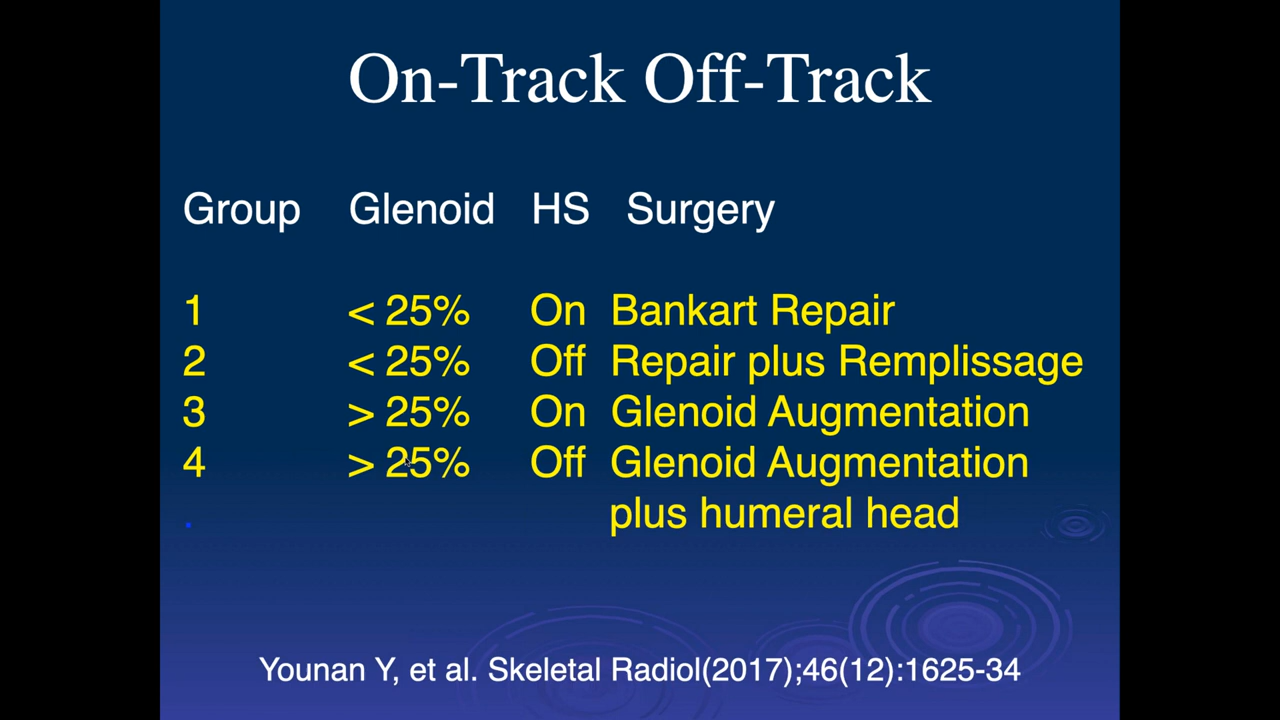 On-Track Off-Track
Group Glenoid HS Surgery
1 < 25% On Bankart Repair
2 < 25% Off Repair plus Remplissage
3 > 25% On Glenoid Augmentation
4 > 25% Off Glenoid Augmentation
. plus humeral head
Younan Y, et al. Skeletal Radiol(2017);46(12):1625-34